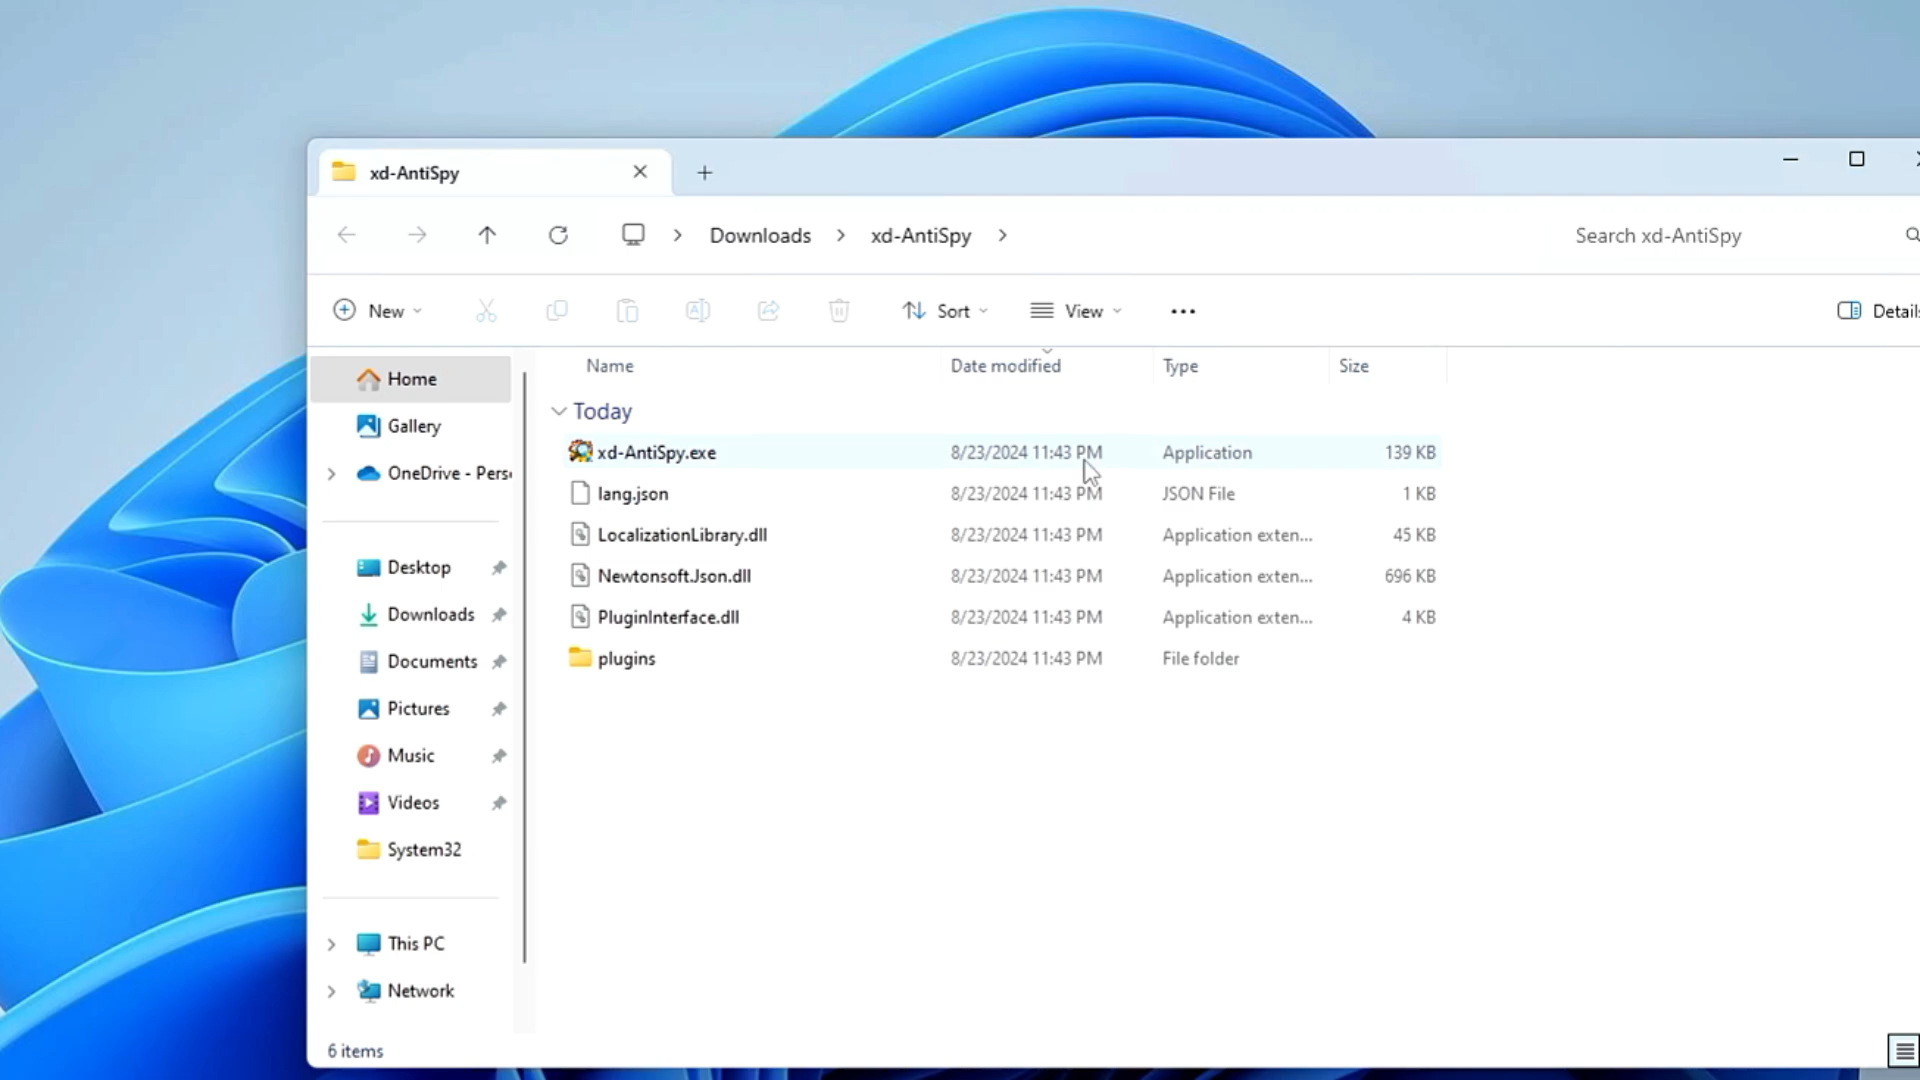 xd-AntiSpy
Downloads
xd-AntiSpy
Search xd-AntiSpy
New
Sort
View
Details
Name
Date modified
Type
Size
Today
xd-AntiSpy.exe 8/23/2024 11:43 PM Application 139 KB
lang.json 8/23/2024 11:43 PM JSON File 1 KB
LocalizationLibrary.dll 8/23/2024 11:43 PM Application exten... 45 KB
Newtonsoft.Json.dll 8/23/2024 11:43 PM Application exten... 696 KB
PluginInterface.dll 8/23/2024 11:43 PM Application exten... 4 KB
plugins 8/23/2024 11:43 PM File folder
Home
Gallery
OneDrive - Pers
Desktop
Downloads
Documents
Pictures
Music
Videos
System32
This PC
Network
6 items